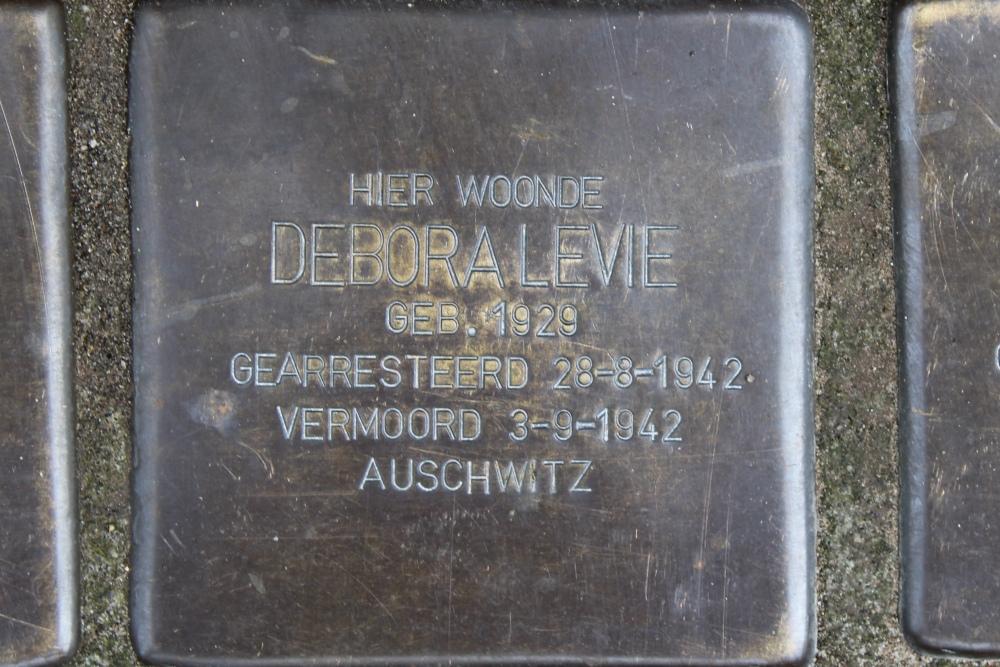 HIER WOONDE
DEBORA LEVIE
GEB. 1929
GEARRESTEERD 28-8-1942
VERMOORD 3-9-1942
AUSCHWITZ